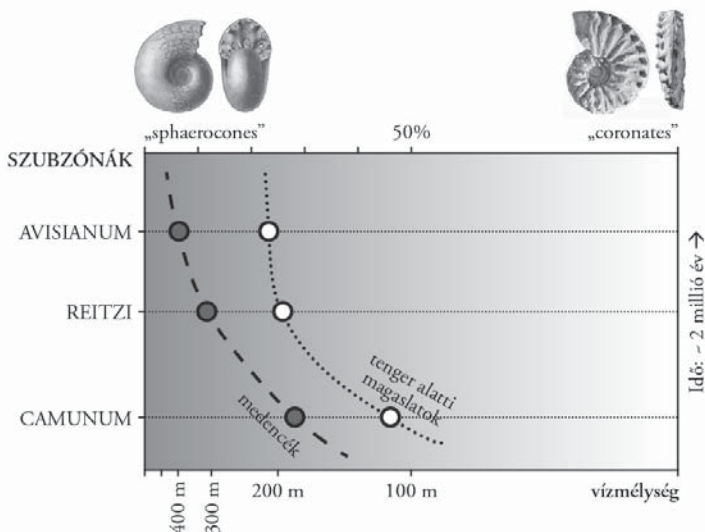 „sphaerocones”
50%
„coronates”
SZUBZÓNÁK
AVISIANUM
REITZI
CAMUNUM
tenger alatti
magaslatok
medencék
Idő: ~ 2 millió év →
400 m
300 m
200 m
100 m
vízmélység